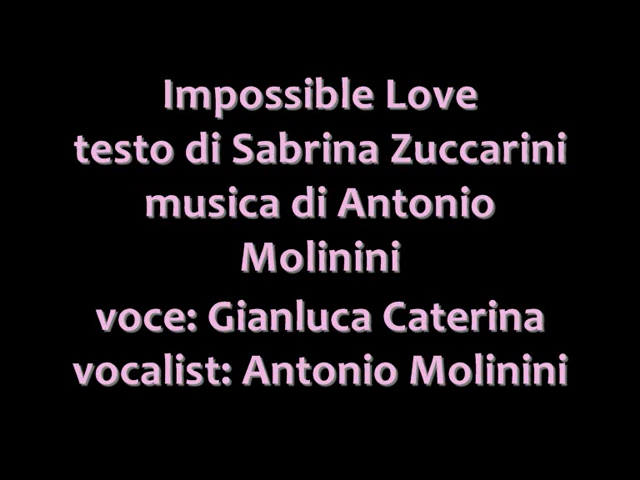 Impossible Love
testo di Sabrina Zuccarini
musica di Antonio
Molinini
voce: Gianluca Caterina
vocalist: Antonio Molinini